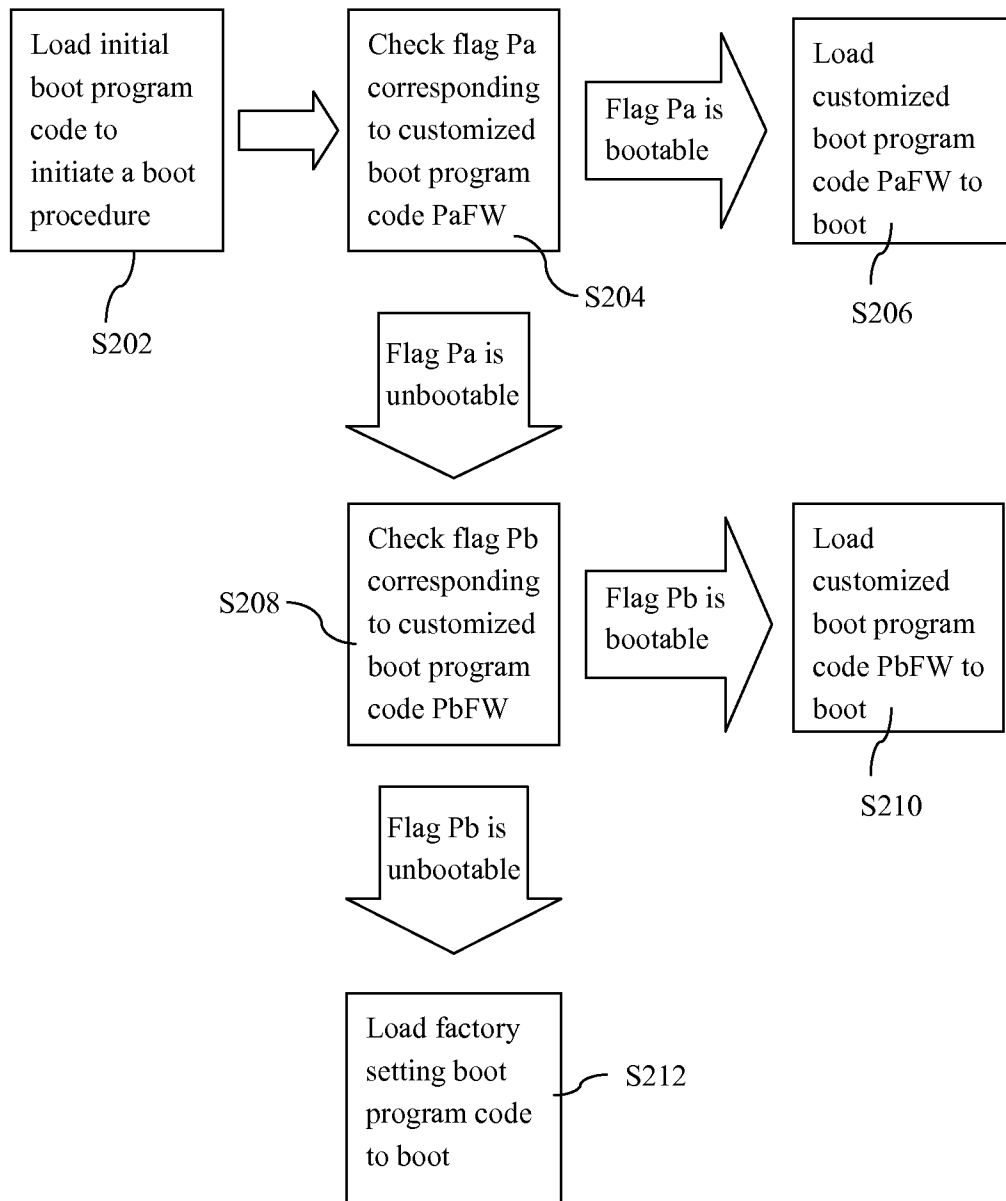 Load initial
boot program
code to
initiate a boot
procedure
S202
Check flag Pa
corresponding
to customized
boot program
code PaFW
S204
Flag Pa is
bootable
Load
customized
boot program
code PaFW to
boot
S206
Flag Pa is
unbootable
Check flag Pb
corresponding
to customized
boot program
code PbFW
S208
Flag Pb is
bootable
Load
customized
boot program
code PbFW to
boot
S210
Flag Pb is
unbootable
Load factory
setting boot
program code
to boot
S212